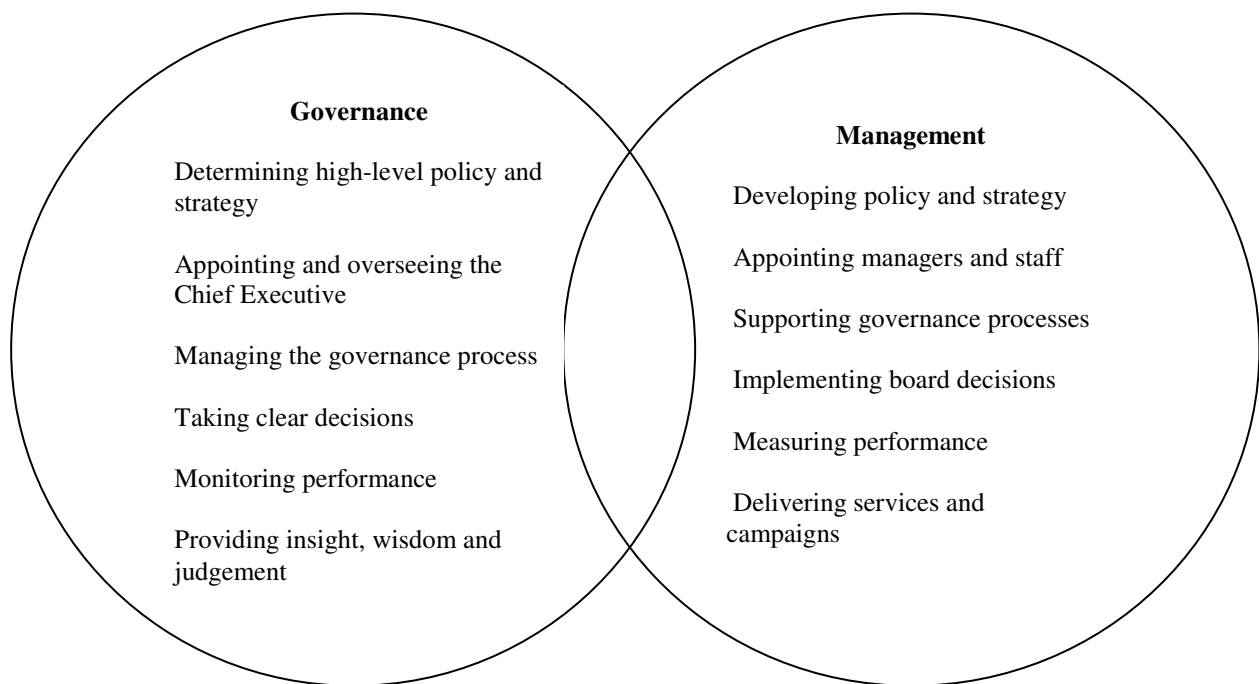 Governance
Determining high-level policy and
strategy
Appointing and overseeing the
Chief Executive
Managing the governance process
Taking clear decisions
Monitoring performance
Providing insight, wisdom and
judgement
Management
Developing policy and strategy
Appointing managers and staff
Supporting governance processes
Implementing board decisions
Measuring performance
Delivering services and
campaigns